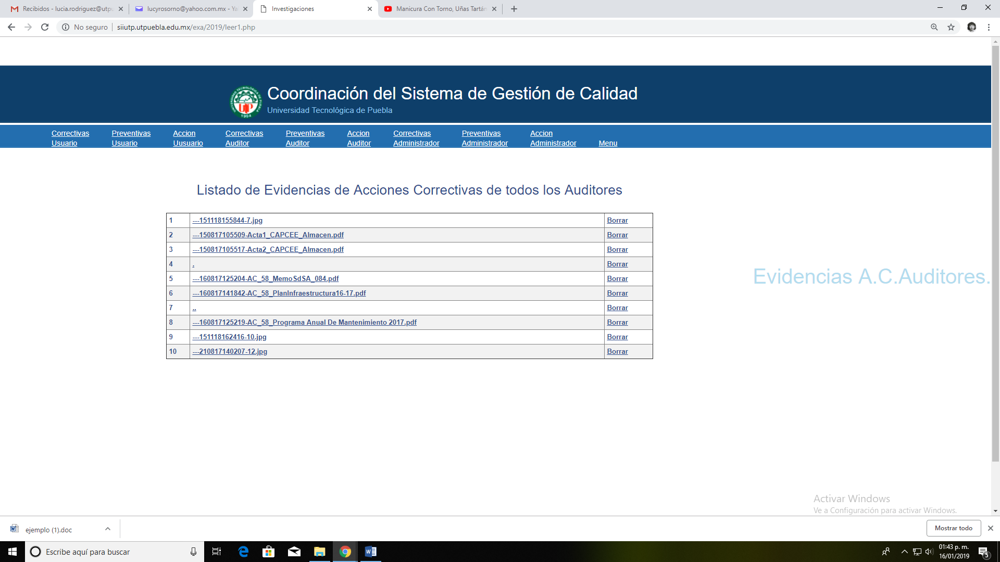 Recibidos - lucia.rodriguez@utpu
lucyrosorno@yahoo.com.mx - Ya
Investigaciones
Manicura Con Torno, Uñas Tartán
No seguro
siiutp.utpuebla.edu.mx/exa/2019/leer1.php
Coordinación del Sistema de Gestión de Calidad
Universidad Tecnológica de Puebla
Correctivas Usuario
Preventivas Usuario
Accion Uusuario
Correctivas Auditor
Preventivas Auditor
Accion Auditor
Correctivas Administrador
Preventivas Administrador
Accion Administrador
Menu
Listado de Evidencias de Acciones Correctivas de todos los Auditores
1 ---151118155844-7.jpg Borrar
2 ---150817105509-Acta1_CAPCEE_Almacen.pdf Borrar
3 ---150817105517-Acta2_CAPCEE_Almacen.pdf Borrar
4 . Borrar
5 ---160817125204-AC_58_MemoSdSA_084.pdf Borrar
6 ---160817141842-AC_58_PlanInfraestructura16-17.pdf Borrar
7 .. Borrar
8 ---160817125219-AC_58_Programa Anual De Mantenimiento 2017.pdf Borrar
9 ---151118162416-10.jpg Borrar
10 ---210817140207-12.jpg Borrar
Evidencias A.C.Auditores.
Activar Windows
Ve a Configuración para activar Windows.
ejemplo (1).doc
Mostrar todo
Escribe aquí para buscar
01:43 p. m.
16/01/2019
5